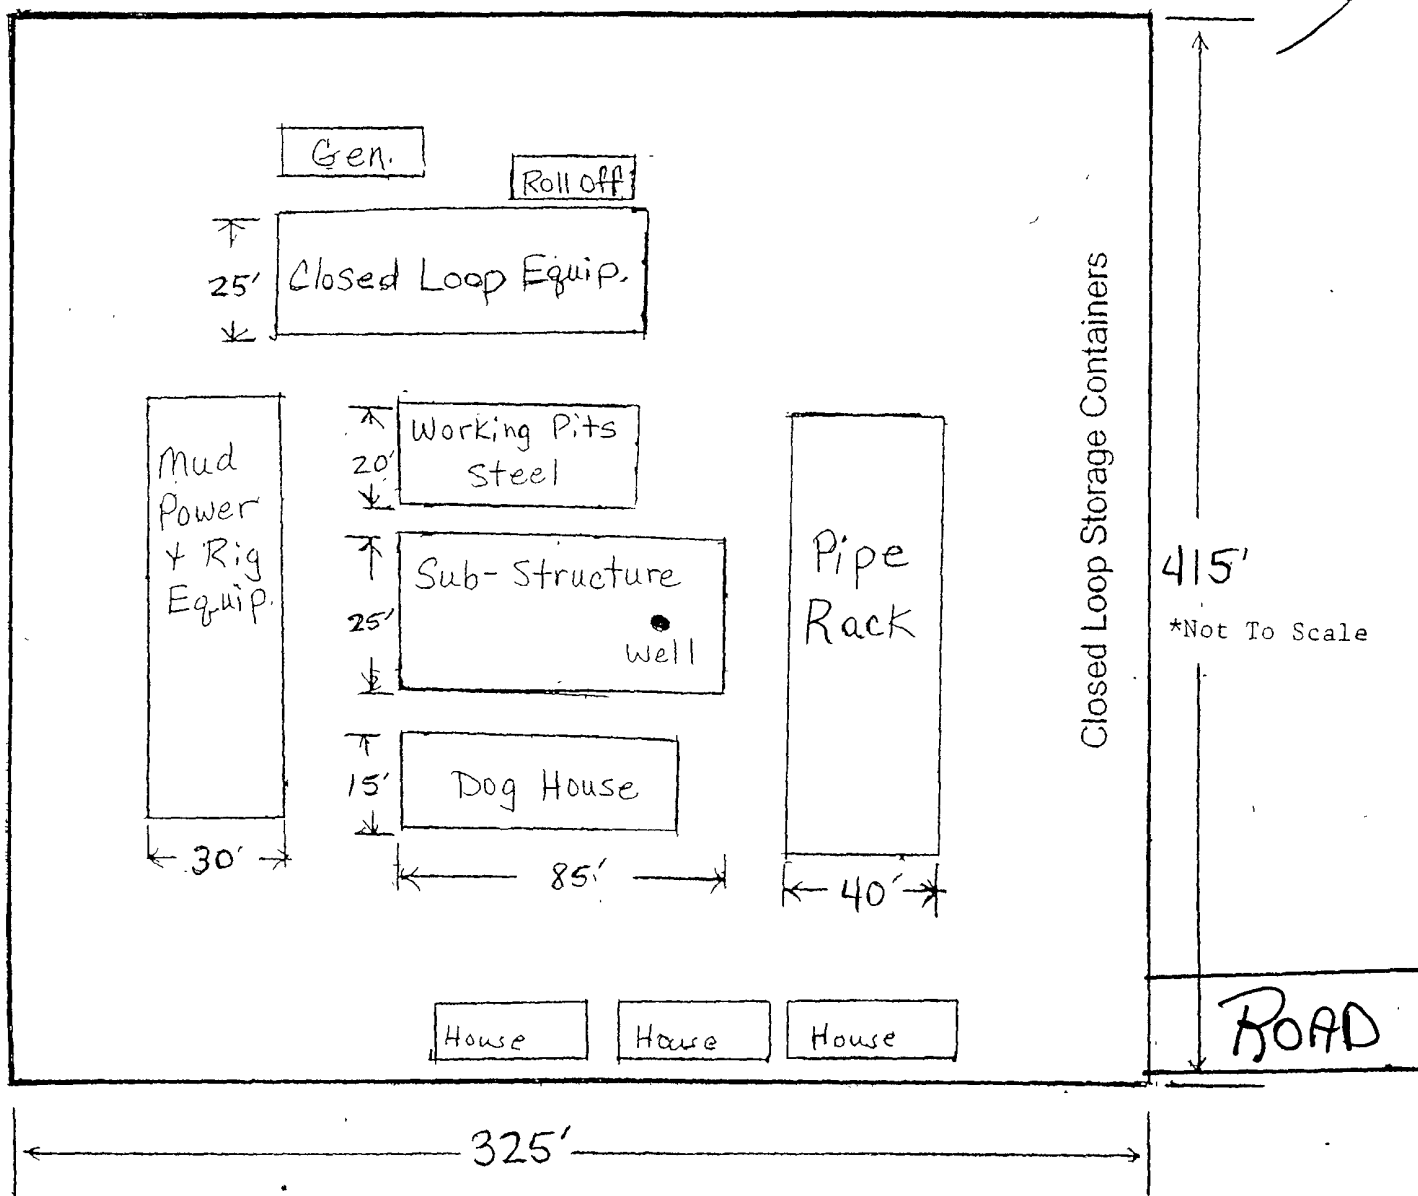 Gen.
Roll off
25'
Closed Loop Equip.
Mud
Power
+ Rig
Equip.
20'
Working Pits
Steel
25'
Sub-Structure
Well
15'
Dog House
Pipe
Rack
Closed Loop Storage Containers
415'
*Not To Scale
30'
85'
40'
House
House
House
ROAD
325'